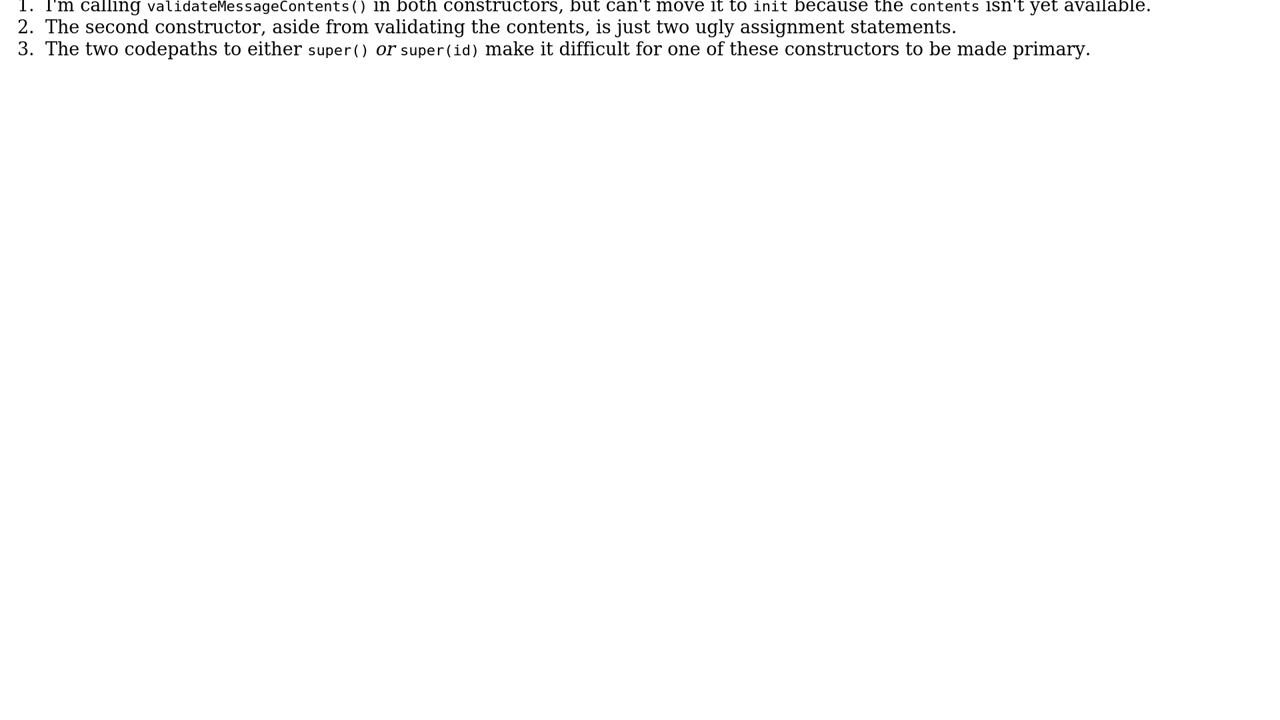 1. I'm calling validateMessageContents() in both constructors, but can't move it to init because the contents isn't yet available.
2. The second constructor, aside from validating the contents, is just two ugly assignment statements.
3. The two codepaths to either super() or super(id) make it difficult for one of these constructors to be made primary.